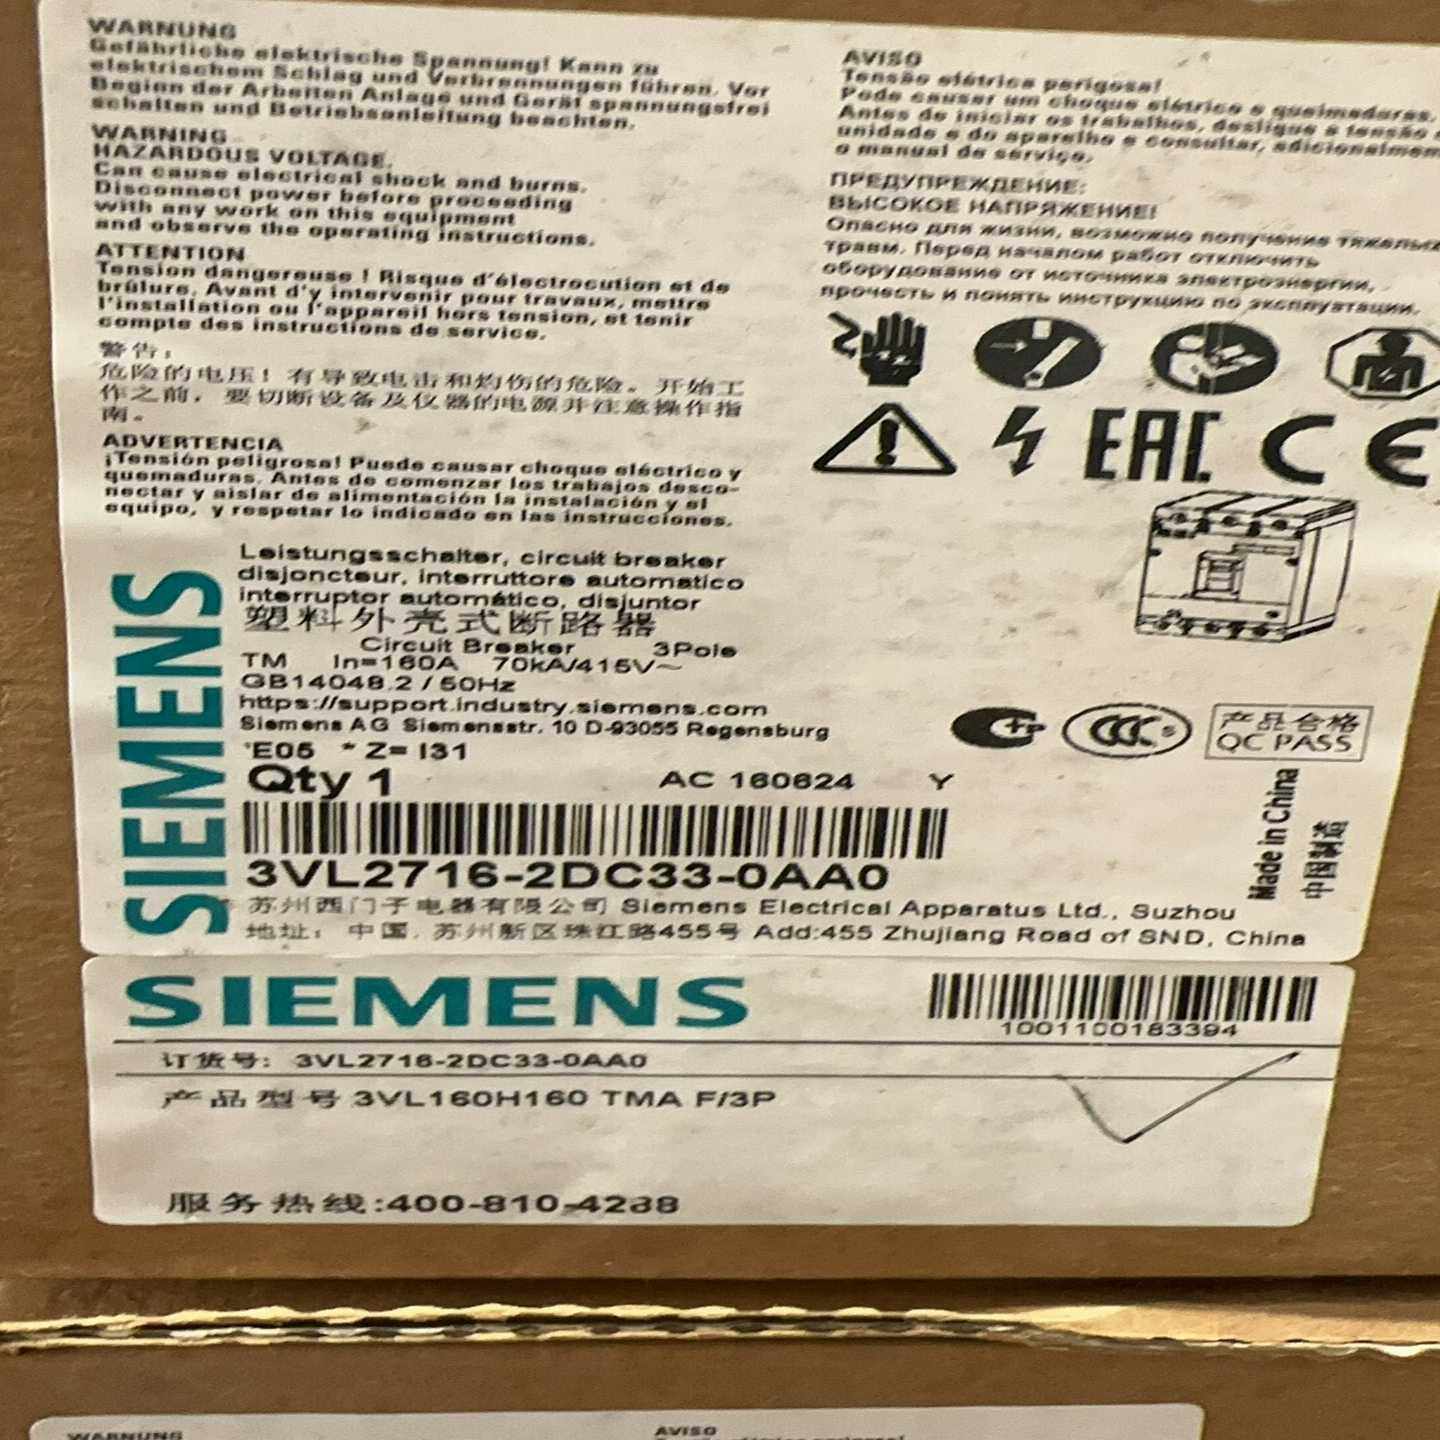 WARNUNG
Gefährliche elektrische Spannung! Kann zu
elektrischem Schlag und Verbrennungen führen. Vor
Beginn der Arbeiten Anlage und Gerät spannungsfrei
schalten und Betriebsanleitung beachten.
WARNING
HAZARDOUS VOLTAGE.
Can cause electrical shock and burns.
Disconnect power before proceeding
with any work on this equipment
and observe the operating instructions.
ATTENTION
Tension dangereuse ! Risque d'électrocution et de
brûlure. Avant d'y intervenir pour travaux, mettre
l'installation ou l'appareil hors tension, et tenir
compte des instructions de service.
警告：
危险的电压！有导致电击和灼伤的危险。开始工
作之前，要切断设备及仪器的电源并注意操作指
南。
ADVERTENCIA
¡Tensión peligrosa! Puede causar choque eléctrico y
quemaduras. Antes de comenzar los trabajos desco-
nectar y aislar de alimentación la instalación y el
equipo, y respetar lo indicado en las instrucciones.
AVISO
Tensão elétrica perigosa!
Pode causar um choque elétrico e queimaduras.
Antes de iniciar os trabalhos, desligue a tensão
unidade e do aparelho e consultar, adicionalmen
o manual de serviço.
ПРЕДУПРЕЖДЕНИЕ:
ВЫСОКОЕ НАПРЯЖЕНИЕ!
Опасно для жизни, возможно получение тяжелых
травм. Перед началом работ отключить
оборудование от источника электроэнергии,
прочесть и понять инструкцию по эксплуатации.
EAC CE
SIEMENS
Leistungsschalter, circuit breaker
disjoncteur, interruttore automatico
interruptor automático, disjuntor
塑料外壳式断路器
Circuit Breaker 3Pole
TM In=160A 70kA/415V~
GB14048.2 / 50Hz
https://support.industry.siemens.com
Siemens AG Siemensstr. 10 D-93055 Regensburg
*E05 * Z= I31
Qty 1 AC 160624 Y
CCC S
产品合格
QC PASS
Made in China
中国制造
3VL2716-2DC33-0AA0
苏州西门子电器有限公司 Siemens Electrical Apparatus Ltd., Suzhou
地址：中国．苏州新区珠江路455号 Add:455 Zhujiang Road of SND, China
SIEMENS
1001100183394
订货号: 3VL2716-2DC33-0AA0
产品型号 3VL160H160 TMA F/3P
服务热线:400-810-4288
WARNUNG
AVISO